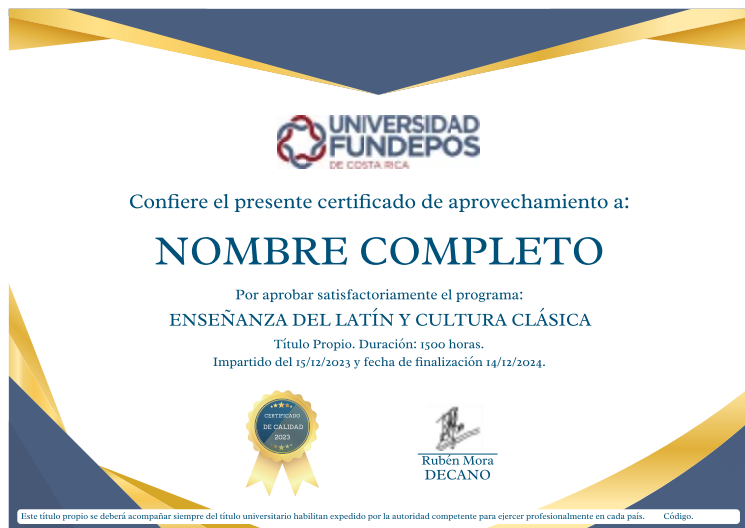 UNIVERSIDAD
FUNDEPOS
DE COSTA RICA
Confiere el presente certificado de aprovechamiento a:
NOMBRE COMPLETO
Por aprobar satisfactoriamente el programa:
ENSEÑANZA DEL LATÍN Y CULTURA CLÁSICA
Título Propio. Duración: 1500 horas.
Impartido del 15/12/2023 y fecha de finalización 14/12/2024.
CERTIFICADO
DE CALIDAD
2023
Rubén Mora
DECANO
Este título propio se deberá acompañar siempre del título universitario habilitan expedido por la autoridad competente para ejercer profesionalmente en cada país. Código.